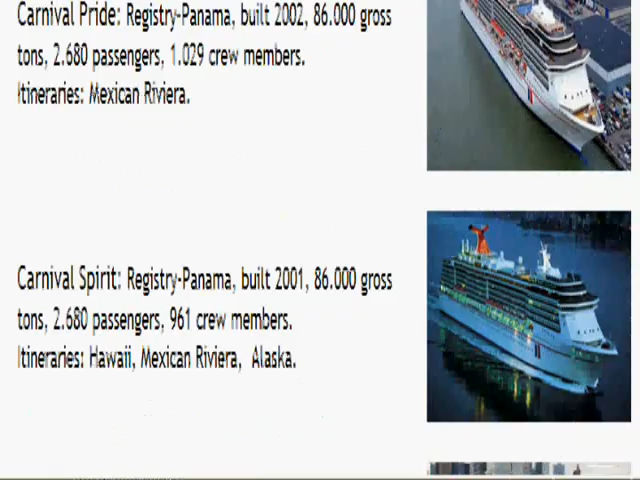 Carnival Pride: Registry-Panama, built 2002, 86.000 gross
tons, 2.680 passengers, 1.029 crew members.
Itineraries: Mexican Riviera.
Carnival Spirit: Registry-Panama, built 2001, 86.000 gross
tons, 2.680 passengers, 961 crew members.
Itineraries: Hawaii, Mexican Riviera, Alaska.